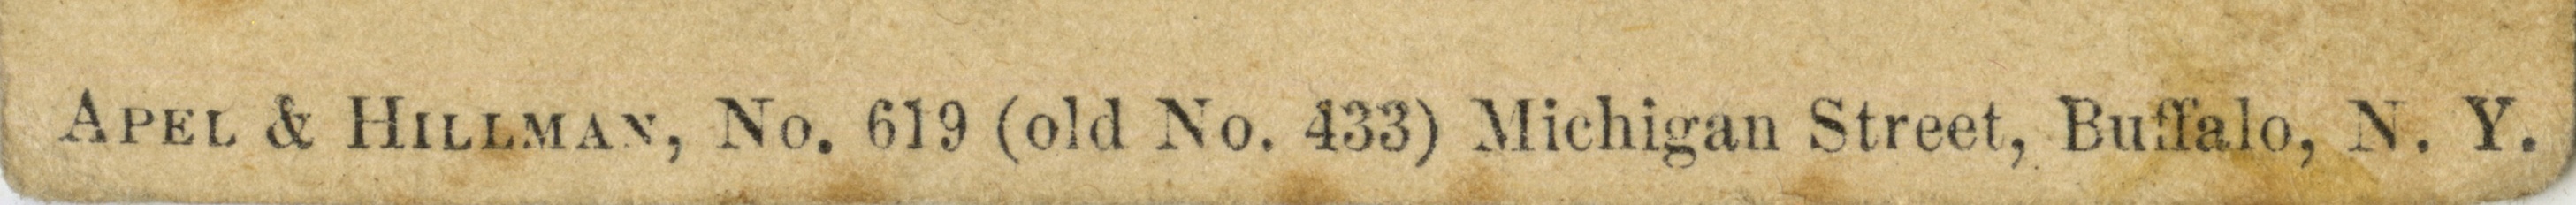 Apel & Hillman, No. 619 (old No. 433) Michigan Street, Buffalo, N. Y.